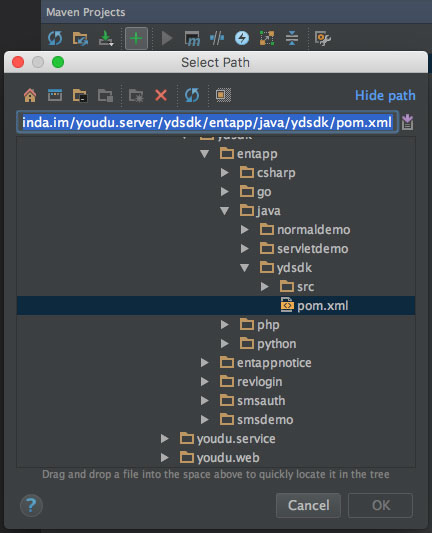 Maven Projects
Select Path
Hide path
inda.im/youdu.server/ydsdk/entapp/java/ydsdk/pom.xml
ydsdk
entapp
csharp
go
java
normaldemo
servletdemo
ydsdk
src
pom.xml
php
python
entappnotice
revlogin
smsauth
smsdemo
youdu.service
youdu.web
Drag and drop a file into the space above to quickly locate it in the tree
?
Cancel
OK